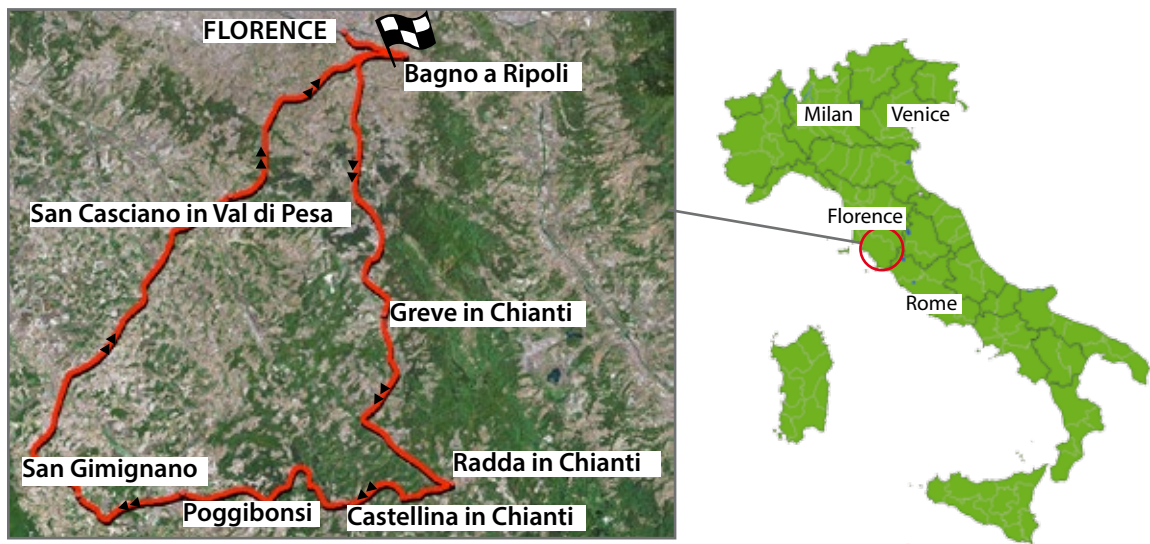 FLORENCE
Bagno a Ripoli
San Casciano in Val di Pesa
Greve in Chianti
San Gimignano
Radda in Chianti
Poggibonsi
Castellina in Chianti
Milan
Venice
Florence
Rome